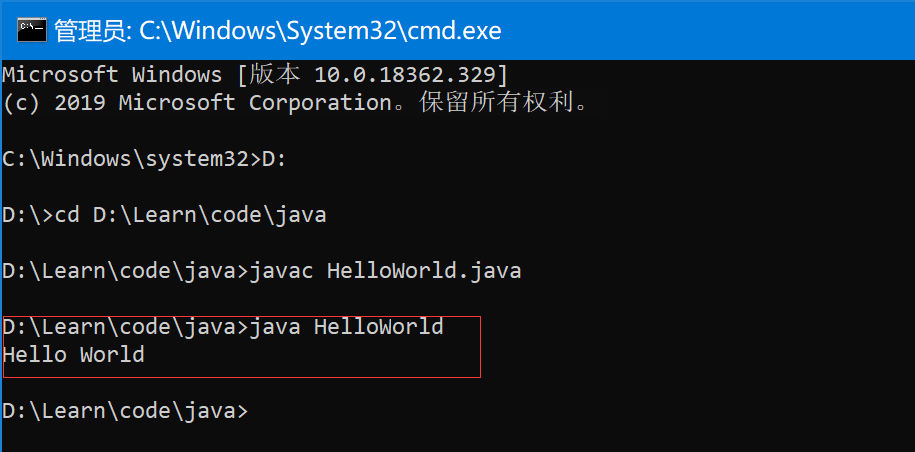 管理员: C:\Windows\System32\cmd.exe
Microsoft Windows [版本 10.0.18362.329]
(c) 2019 Microsoft Corporation。保留所有权利。
C:\Windows\system32>D:
D:\>cd D:\Learn\code\java
D:\Learn\code\java>javac HelloWorld.java
D:\Learn\code\java>java HelloWorld
Hello World
D:\Learn\code\java>